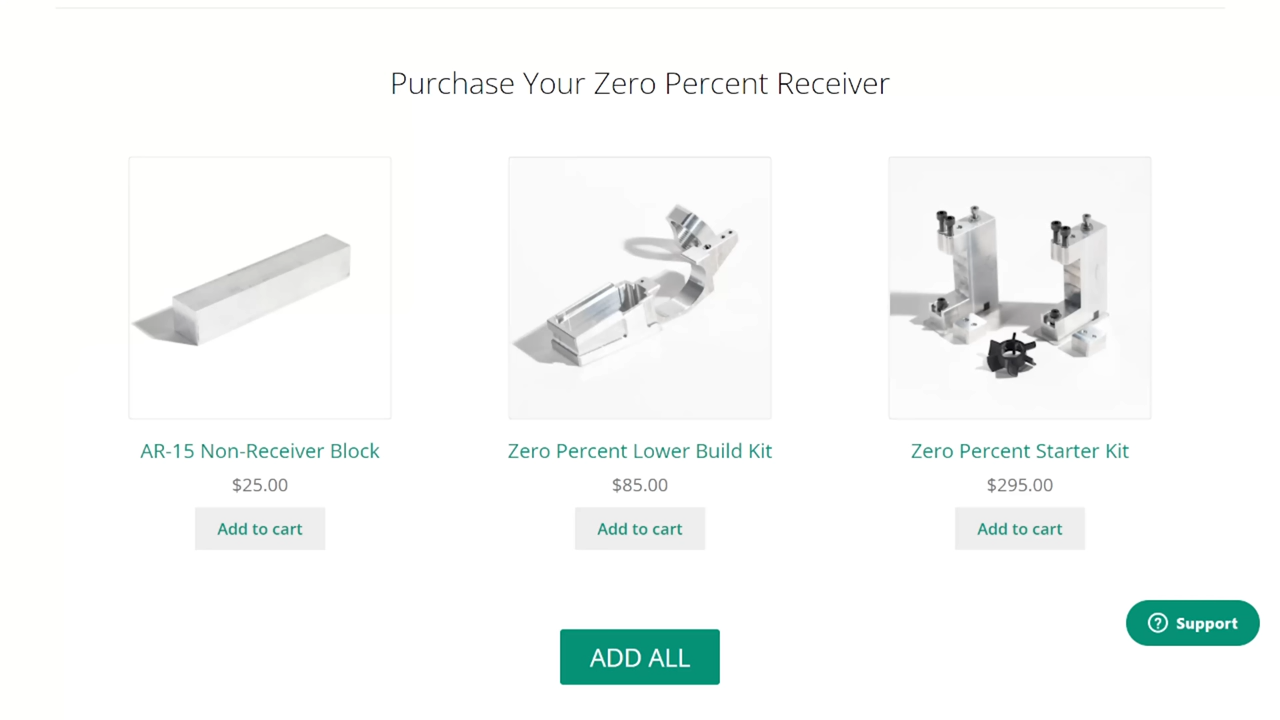 Purchase Your Zero Percent Receiver
AR-15 Non-Receiver Block
$25.00
Add to cart
Zero Percent Lower Build Kit
$85.00
Add to cart
Zero Percent Starter Kit
$295.00
Add to cart
Support
ADD ALL